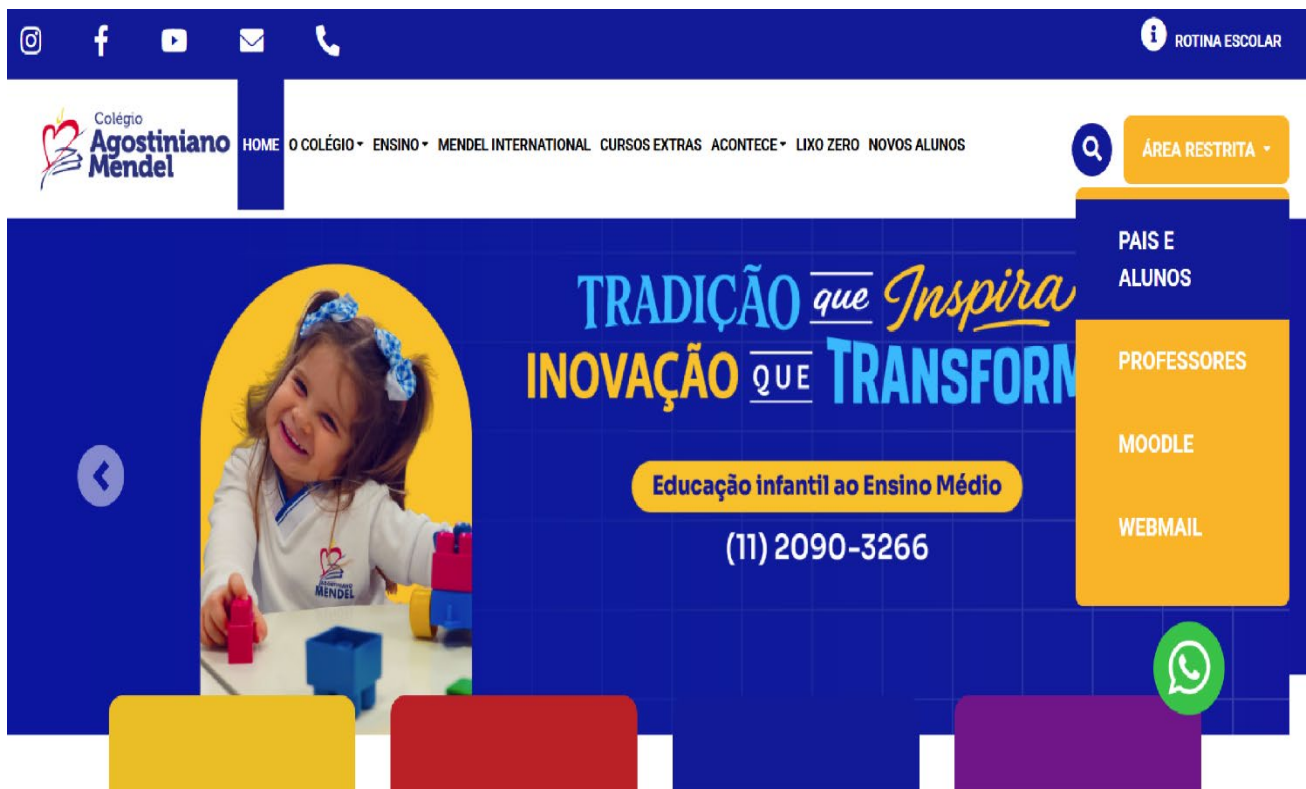 ROTINA ESCOLAR
Colégio
Agostiniano
Mendel
HOME O COLÉGIO ENSINO MENDEL INTERNATIONAL CURSOS EXTRAS ACONTECE LIXO ZERO NOVOS ALUNOS
ÁREA RESTRITA
PAIS E
ALUNOS
PROFESSORES
MOODLE
WEBMAIL
TRADIÇÃO que Inspira
INOVAÇÃO QUE TRANSFORM
Educação infantil ao Ensino Médio
(11) 2090-3266
AGOSTINIANO
MENDEL